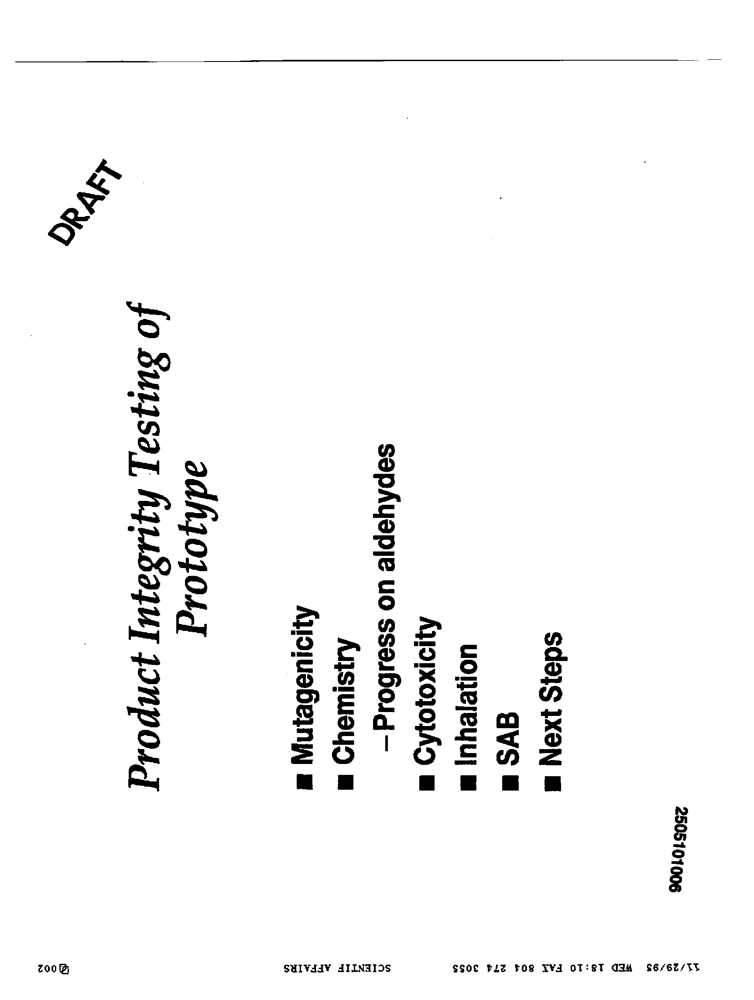 DRAFT
Product Integrity Testing of
Prototype
■ Mutagenicity
■ Chemistry
– Progress on aldehydes
■ Cytotoxicity
■ Inhalation
■ SAB
■ Next Steps
2505101006
11/29/95 WED 18:10 FAX 804 274 3055 SCIENTIF AFFAIRS 002